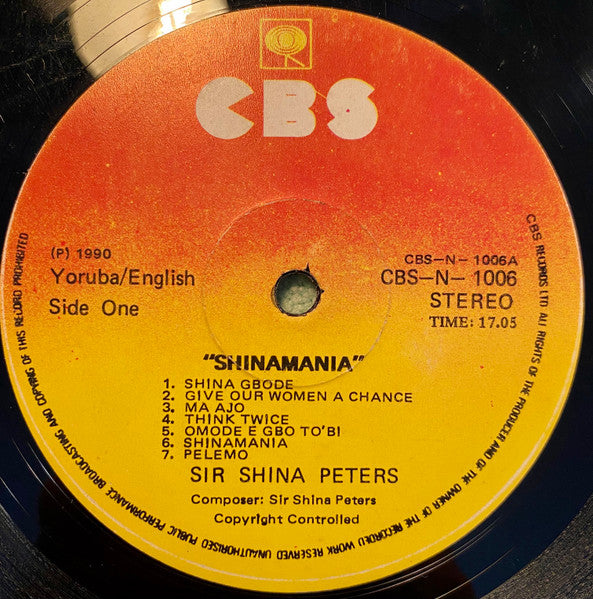 CBS
(P) 1990
Yoruba/English
Side One
CBS-N- 1006A
CBS-N- 1006
STEREO
TIME: 17.05
"SHINAMANIA"
1. SHINA GBODE
2. GIVE OUR WOMEN A CHANCE
3. MA AJO
4. THINK TWICE
5. OMODE E GBO TO'BI
6. SHINAMANIA
7. PELEMO
SIR SHINA PETERS
Composer: Sir Shina Peters
Copyright Controlled
CBS RECORDS LTD ALL RIGHTS OF THE PRODUCER AND OF THE OWNER OF THE RECORDED WORK RESERVED UNAUTHORISED PUBLIC PERFORMANCE BROADCASTING AND COPYING OF THIS RECORD PROHIBITED